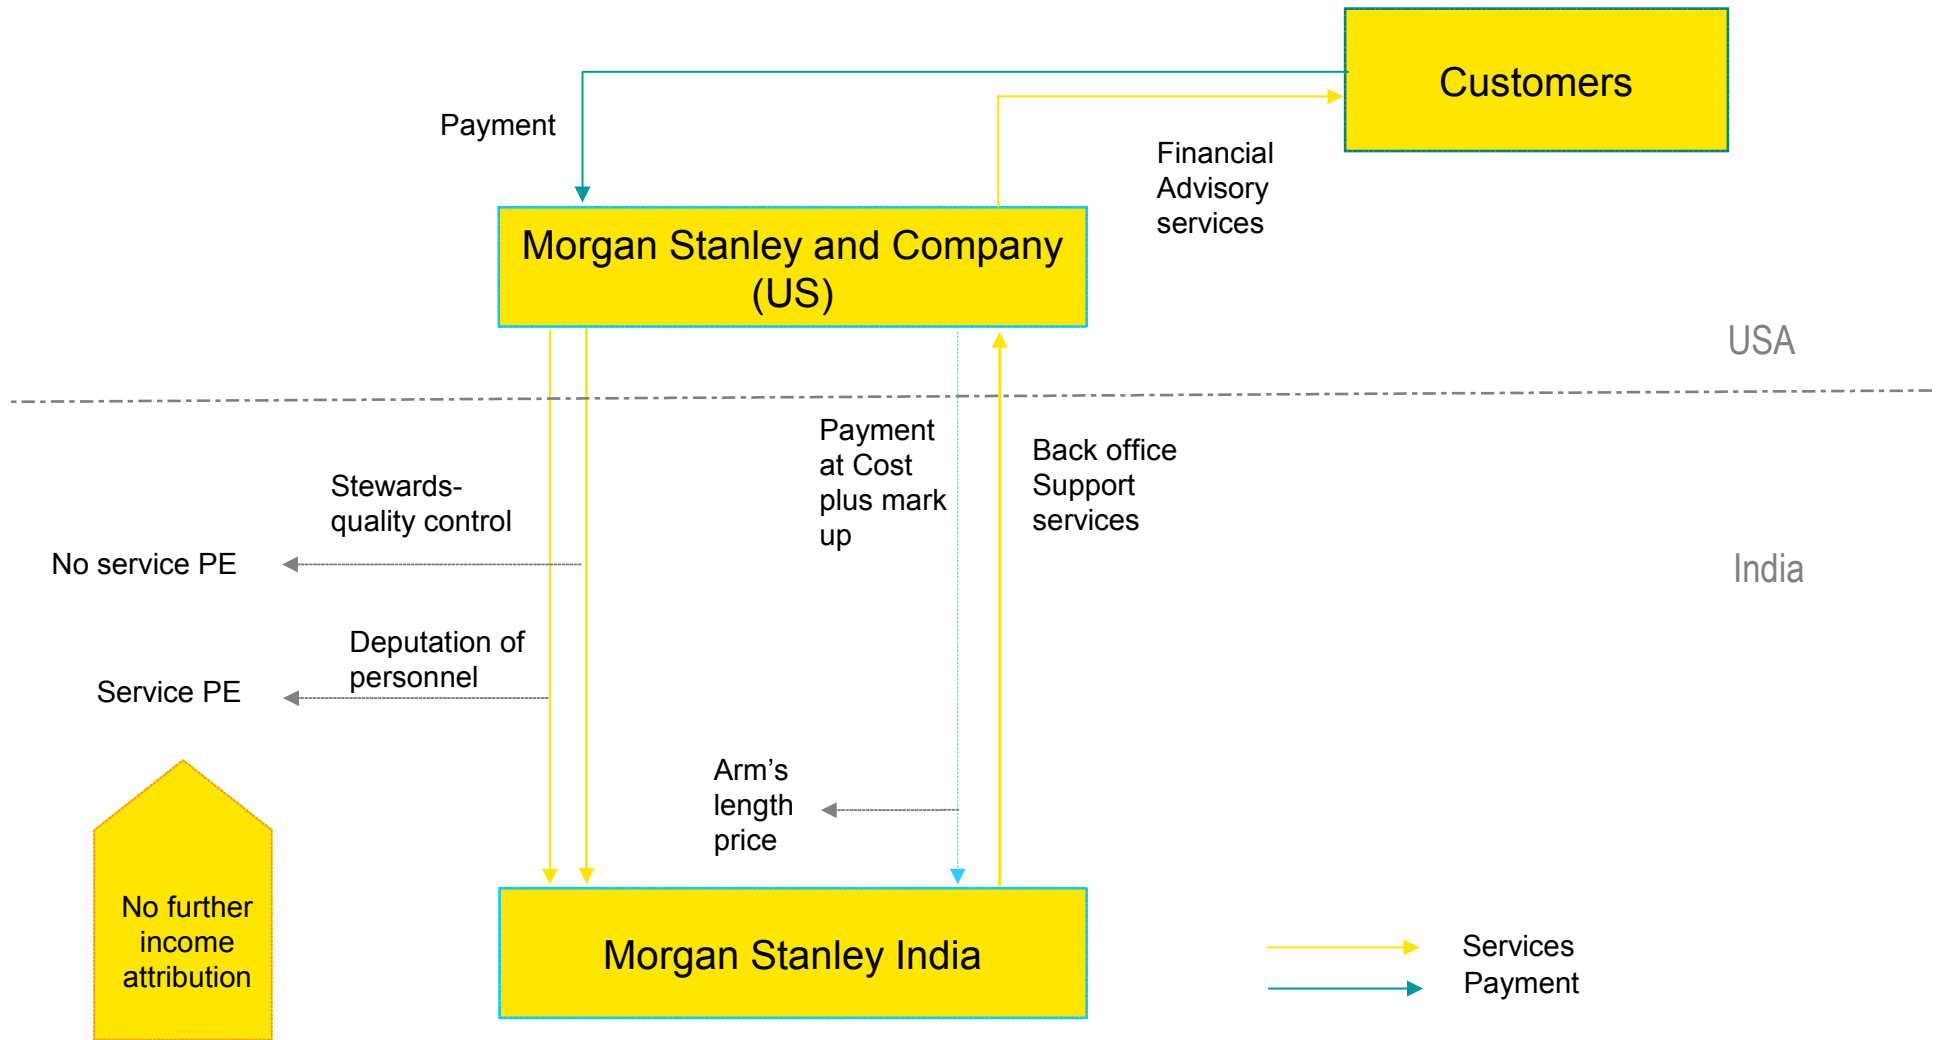 Customers
Payment
Financial
Advisory
services
Morgan Stanley and Company
(US)
USA
Payment
at Cost
plus mark
up
Back office
Support
services
Stewards-
quality control
No service PE
India
Deputation of
personnel
Service PE
Arm’s
length
price
No further
income
attribution
Morgan Stanley India
Services
Payment